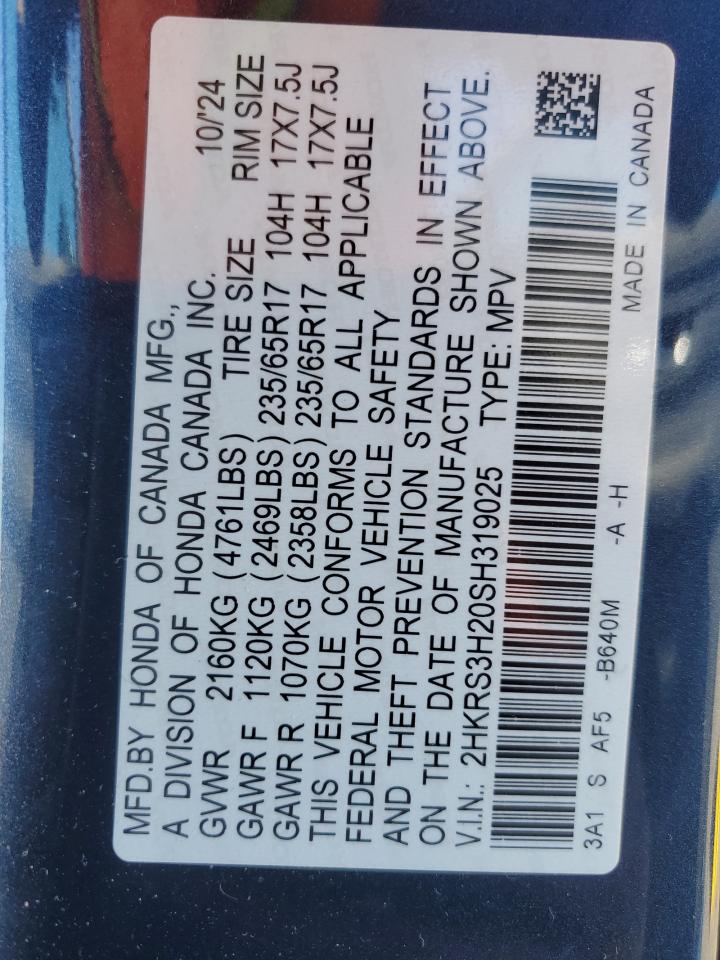 MFD.BY HONDA OF CANADA MFG.,
A DIVISION OF HONDA CANADA INC. 10/'24
GVWR 2160KG (4761LBS) TIRE SIZE RIM SIZE
GAWR F 1120KG (2469LBS) 235/65R17 104H 17X7.5J
GAWR R 1070KG (2358LBS) 235/65R17 104H 17X7.5J
THIS VEHICLE CONFORMS TO ALL APPLICABLE
FEDERAL MOTOR VEHICLE SAFETY
AND THEFT PREVENTION STANDARDS IN EFFECT
ON THE DATE OF MANUFACTURE SHOWN ABOVE.
V.I.N.: 2HKRS3H20SH319025 TYPE: MPV
3A1 S AF5 -B640M -A -H MADE IN CANADA